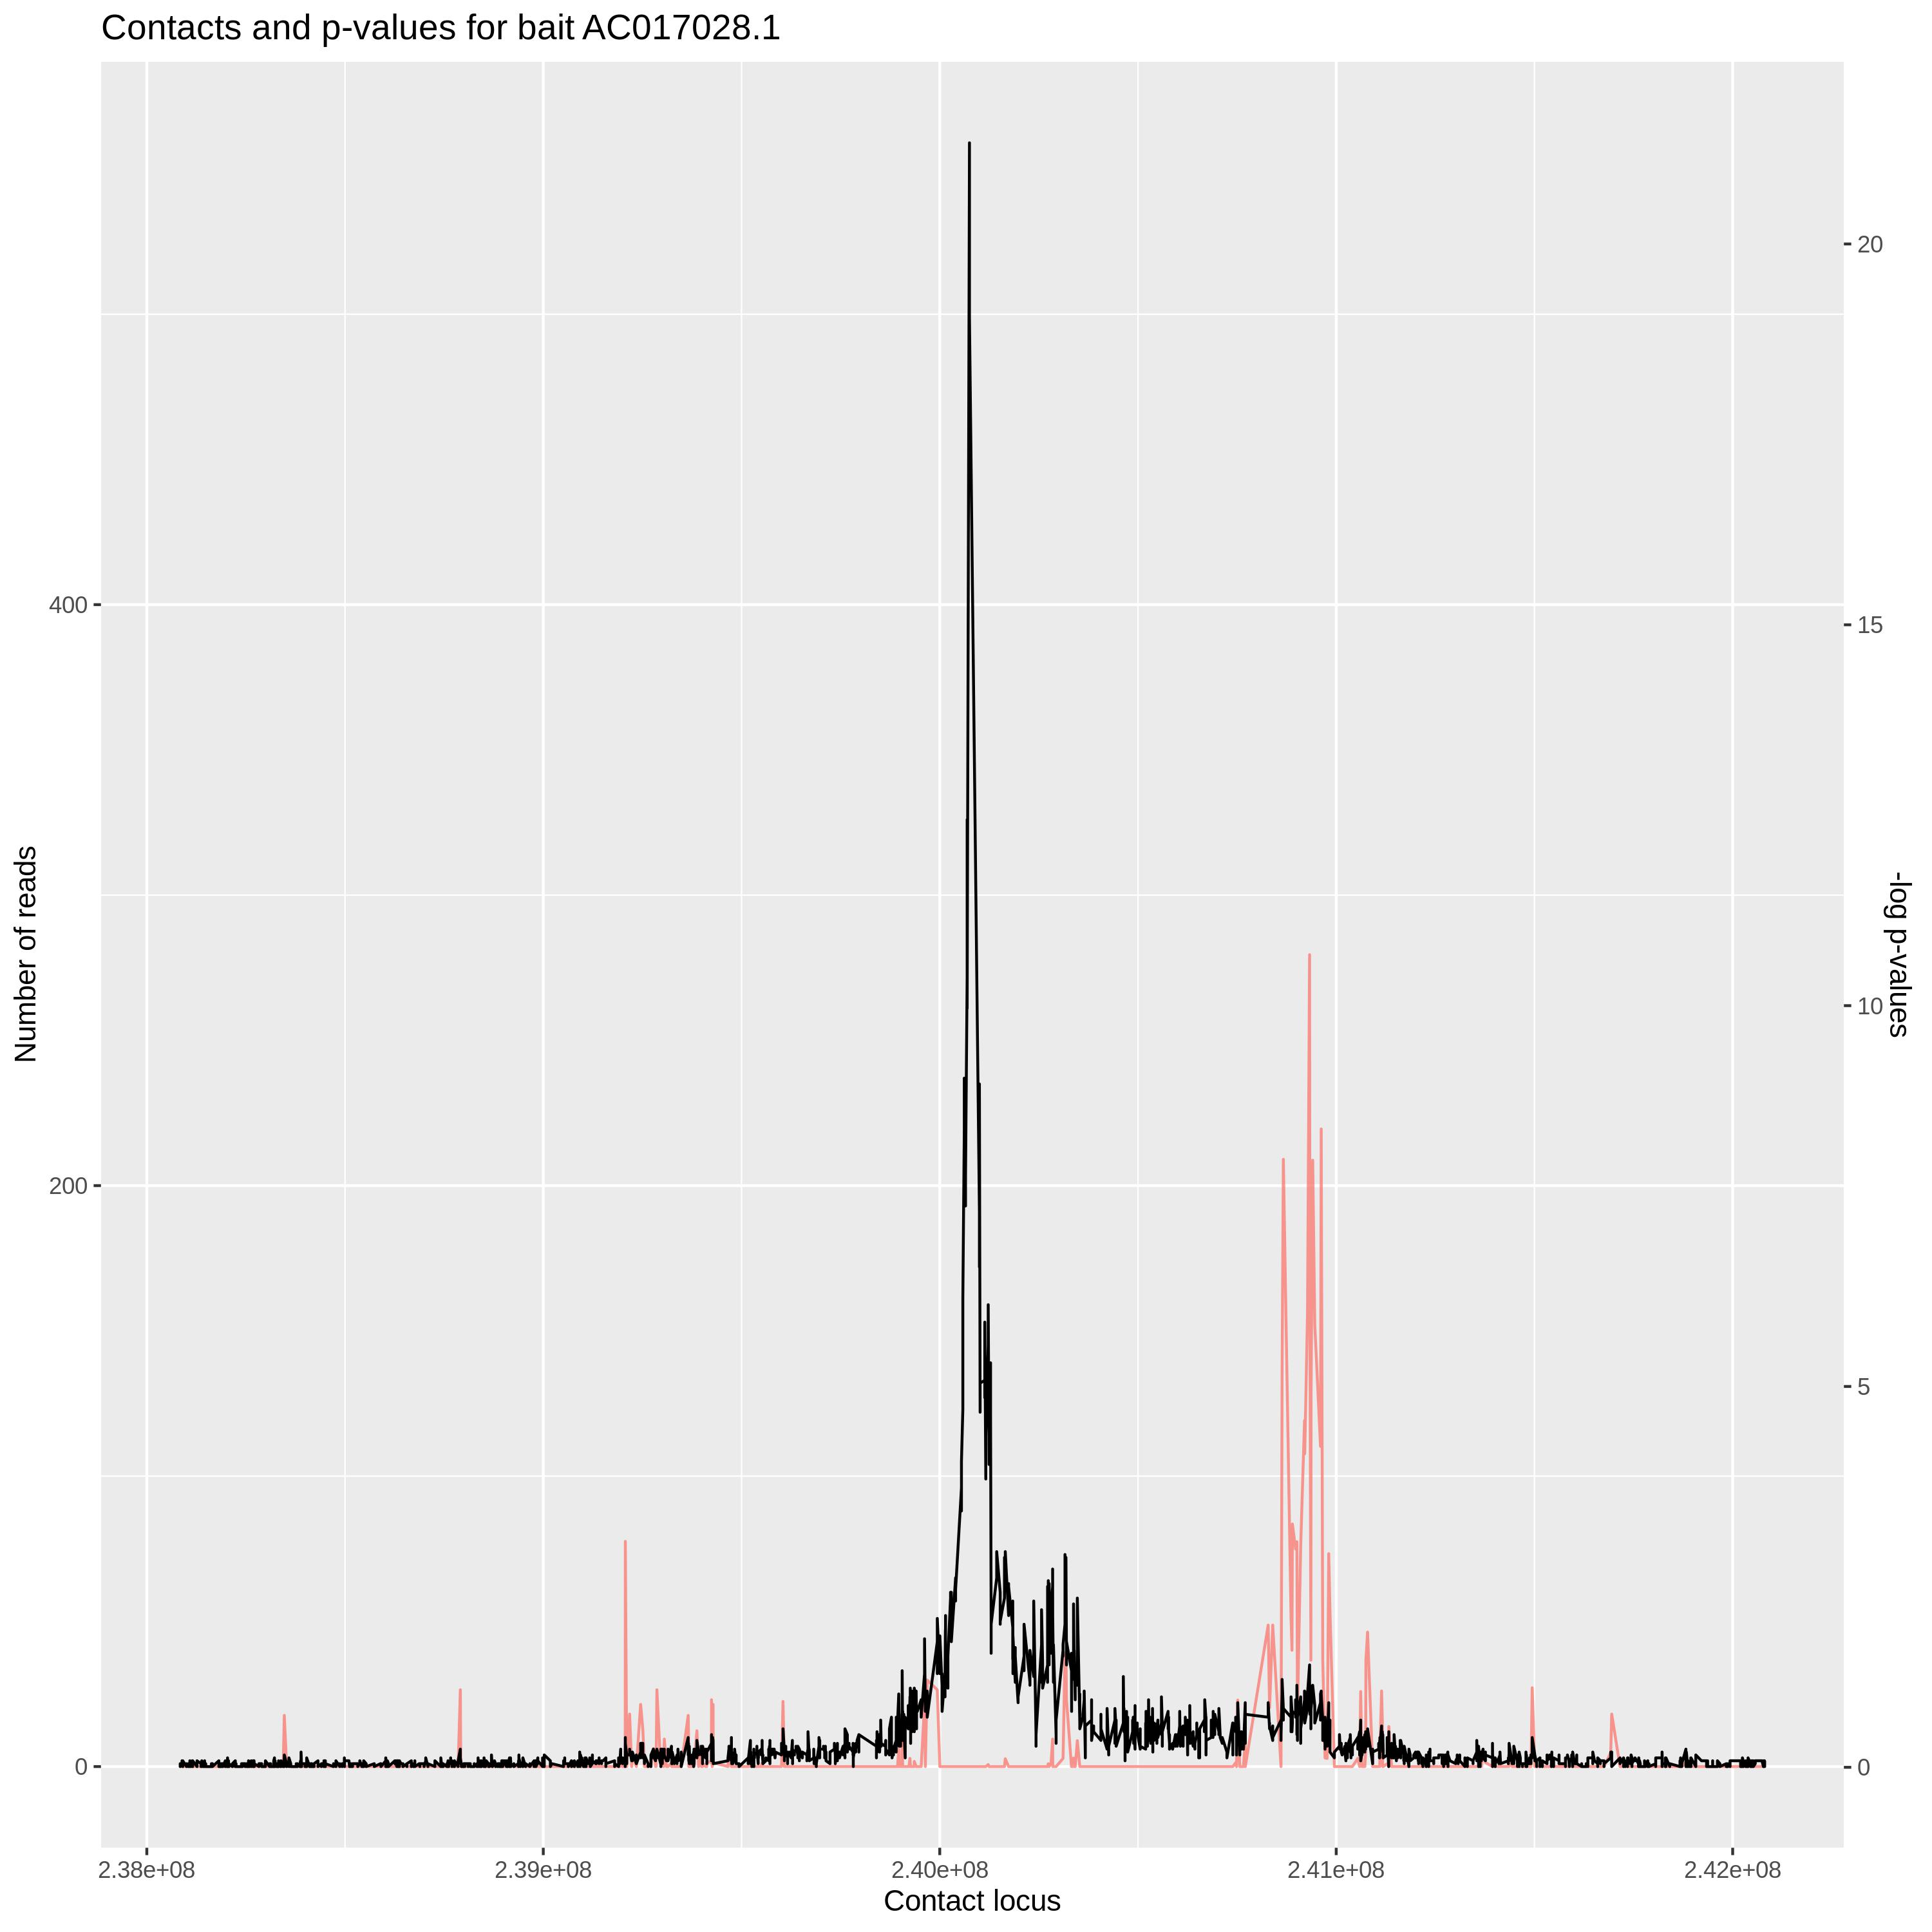 Contacts and p-values for bait AC017028.1
Number of reads
400
200
0
20
15
10
5
0
-log p-values
2.38e+08
2.39e+08
2.40e+08
2.41e+08
2.42e+08
Contact locus